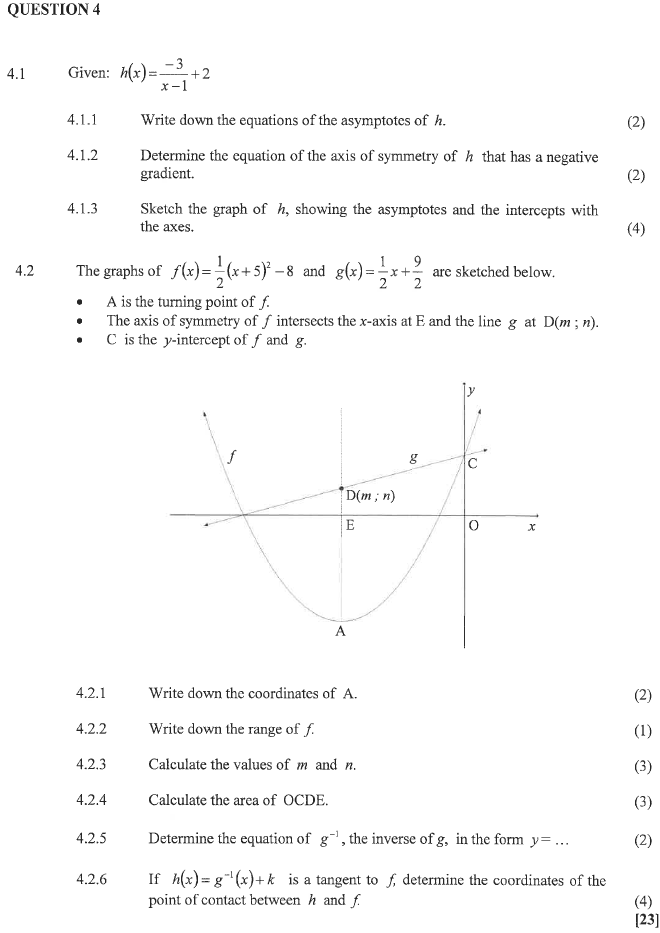 QUESTION 4
4.1 Given: h(x) = -3/(x-1) + 2
4.1.1 Write down the equations of the asymptotes of h. (2)
4.1.2 Determine the equation of the axis of symmetry of h that has a negative
gradient. (2)
4.1.3 Sketch the graph of h, showing the asymptotes and the intercepts with
the axes. (4)
4.2 The graphs of f(x) = 1/2(x+5)² − 8 and g(x) = 1/2x + 9/2 are sketched below.
• A is the turning point of f.
• The axis of symmetry of f intersects the x-axis at E and the line g at D(m ; n).
• C is the y-intercept of f and g.
y
f
g
C
D(m ; n)
E
O
x
A
4.2.1 Write down the coordinates of A. (2)
4.2.2 Write down the range of f. (1)
4.2.3 Calculate the values of m and n. (3)
4.2.4 Calculate the area of OCDE. (3)
4.2.5 Determine the equation of g⁻¹, the inverse of g, in the form y = ... (2)
4.2.6 If h(x) = g⁻¹(x) + k is a tangent to f, determine the coordinates of the
point of contact between h and f. (4)
[23]